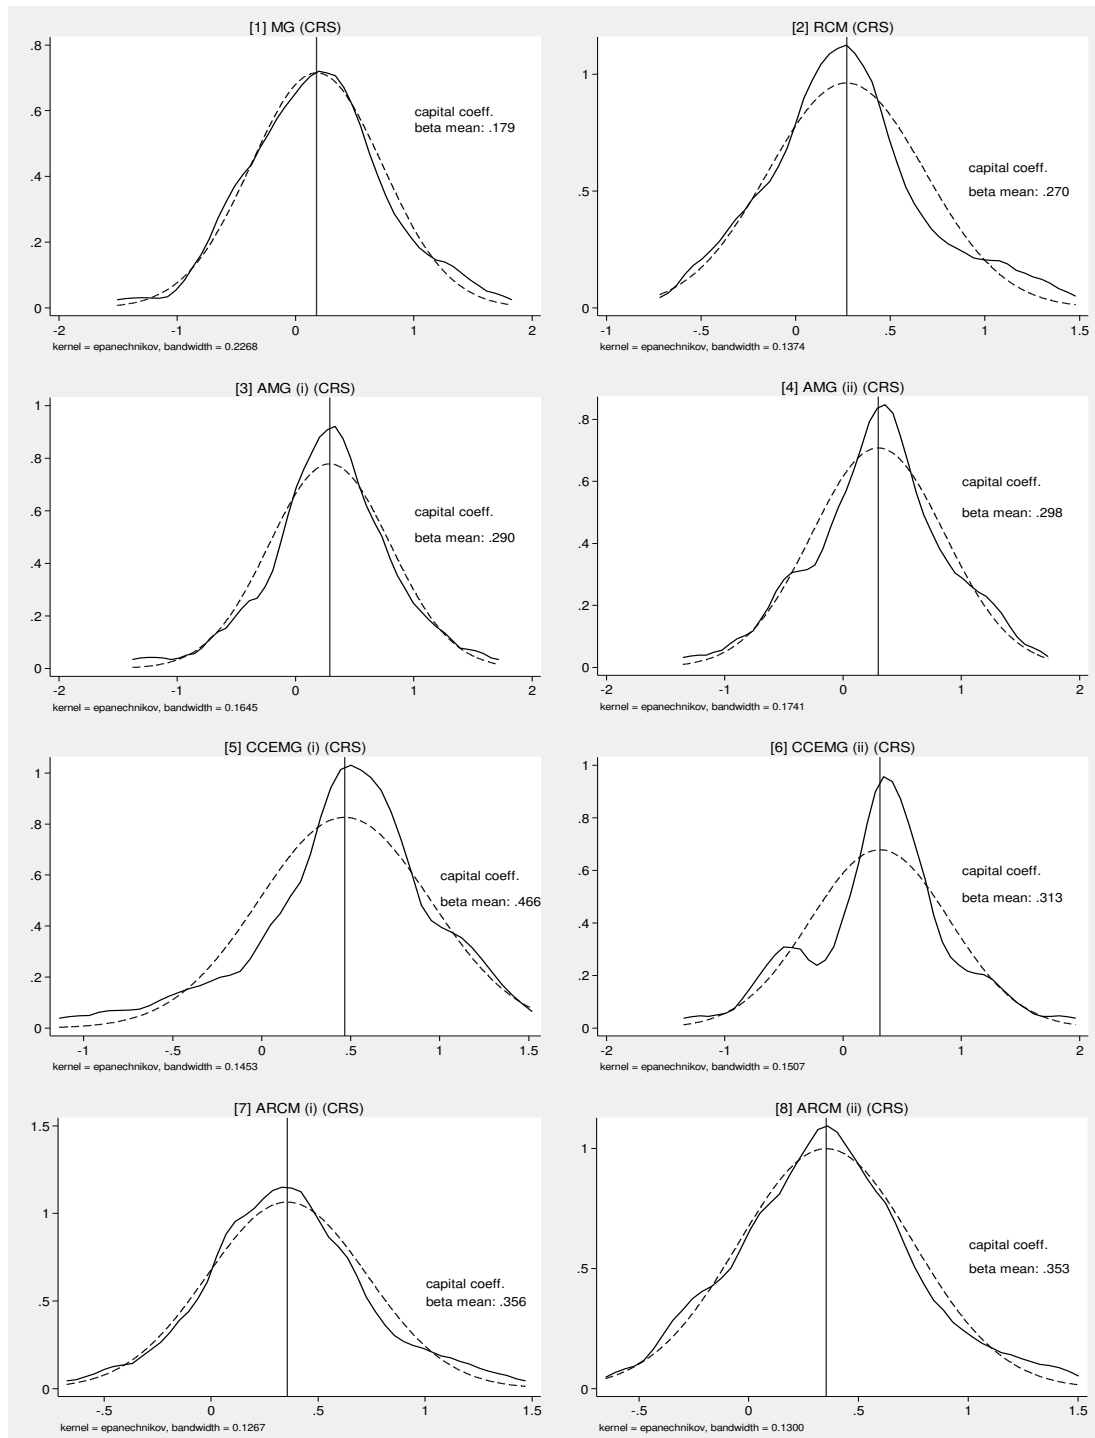 [1] MG (CRS)
.8
.6
.4
.2
0
capital coeff.
beta mean: .179
-2 -1 0 1 2
kernel = epanechnikov, bandwidth = 0.2268
[2] RCM (CRS)
1
.5
0
capital coeff.
beta mean: .270
-1 -.5 0 .5 1 1.5
kernel = epanechnikov, bandwidth = 0.1374
[3] AMG (i) (CRS)
1
.8
.6
.4
.2
0
capital coeff.
beta mean: .290
-2 -1 0 1 2
kernel = epanechnikov, bandwidth = 0.1645
[4] AMG (ii) (CRS)
.8
.6
.4
.2
0
capital coeff.
beta mean: .298
-2 -1 0 1 2
kernel = epanechnikov, bandwidth = 0.1741
[5] CCEMG (i) (CRS)
1
.8
.6
.4
.2
0
capital coeff.
beta mean: .466
-1 -.5 0 .5 1 1.5
kernel = epanechnikov, bandwidth = 0.1453
[6] CCEMG (ii) (CRS)
1
.8
.6
.4
.2
0
capital coeff.
beta mean: .313
-2 -1 0 1 2
kernel = epanechnikov, bandwidth = 0.1507
[7] ARCM (i) (CRS)
1.5
1
.5
0
capital coeff.
beta mean: .356
-.5 0 .5 1 1.5
kernel = epanechnikov, bandwidth = 0.1267
[8] ARCM (ii) (CRS)
1
.5
0
capital coeff.
beta mean: .353
-.5 0 .5 1 1.5
kernel = epanechnikov, bandwidth = 0.1300